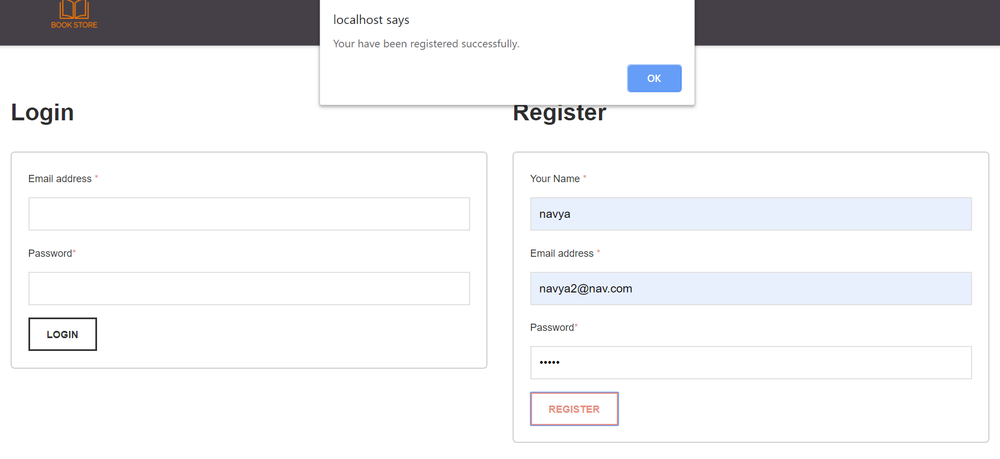 BOOK STORE
localhost says
Your have been registered successfully.
OK
Login
Email address *
Password*
LOGIN
Register
Your Name *
navya
Email address *
navya2@nav.com
Password*
•••••
REGISTER